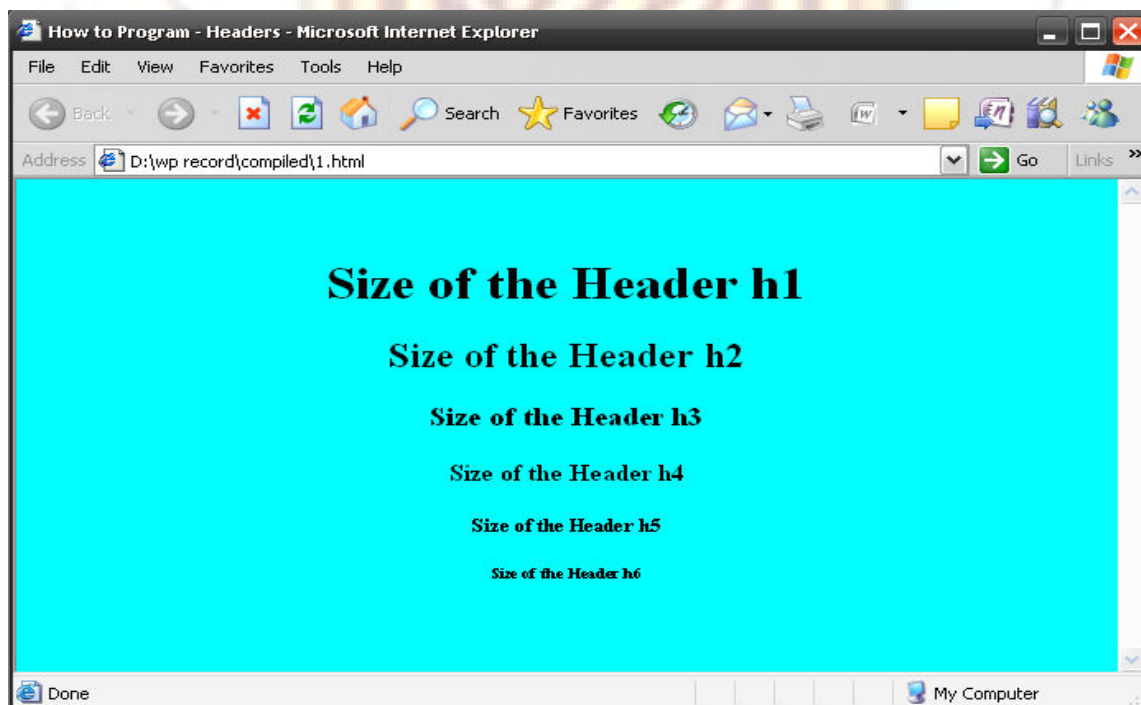 How to Program - Headers - Microsoft Internet Explorer
File Edit View Favorites Tools Help
Back Search Favorites
Address D:\wp record\compiled\1.html Go Links »
Size of the Header h1
Size of the Header h2
Size of the Header h3
Size of the Header h4
Size of the Header h5
Size of the Header h6
Done My Computer